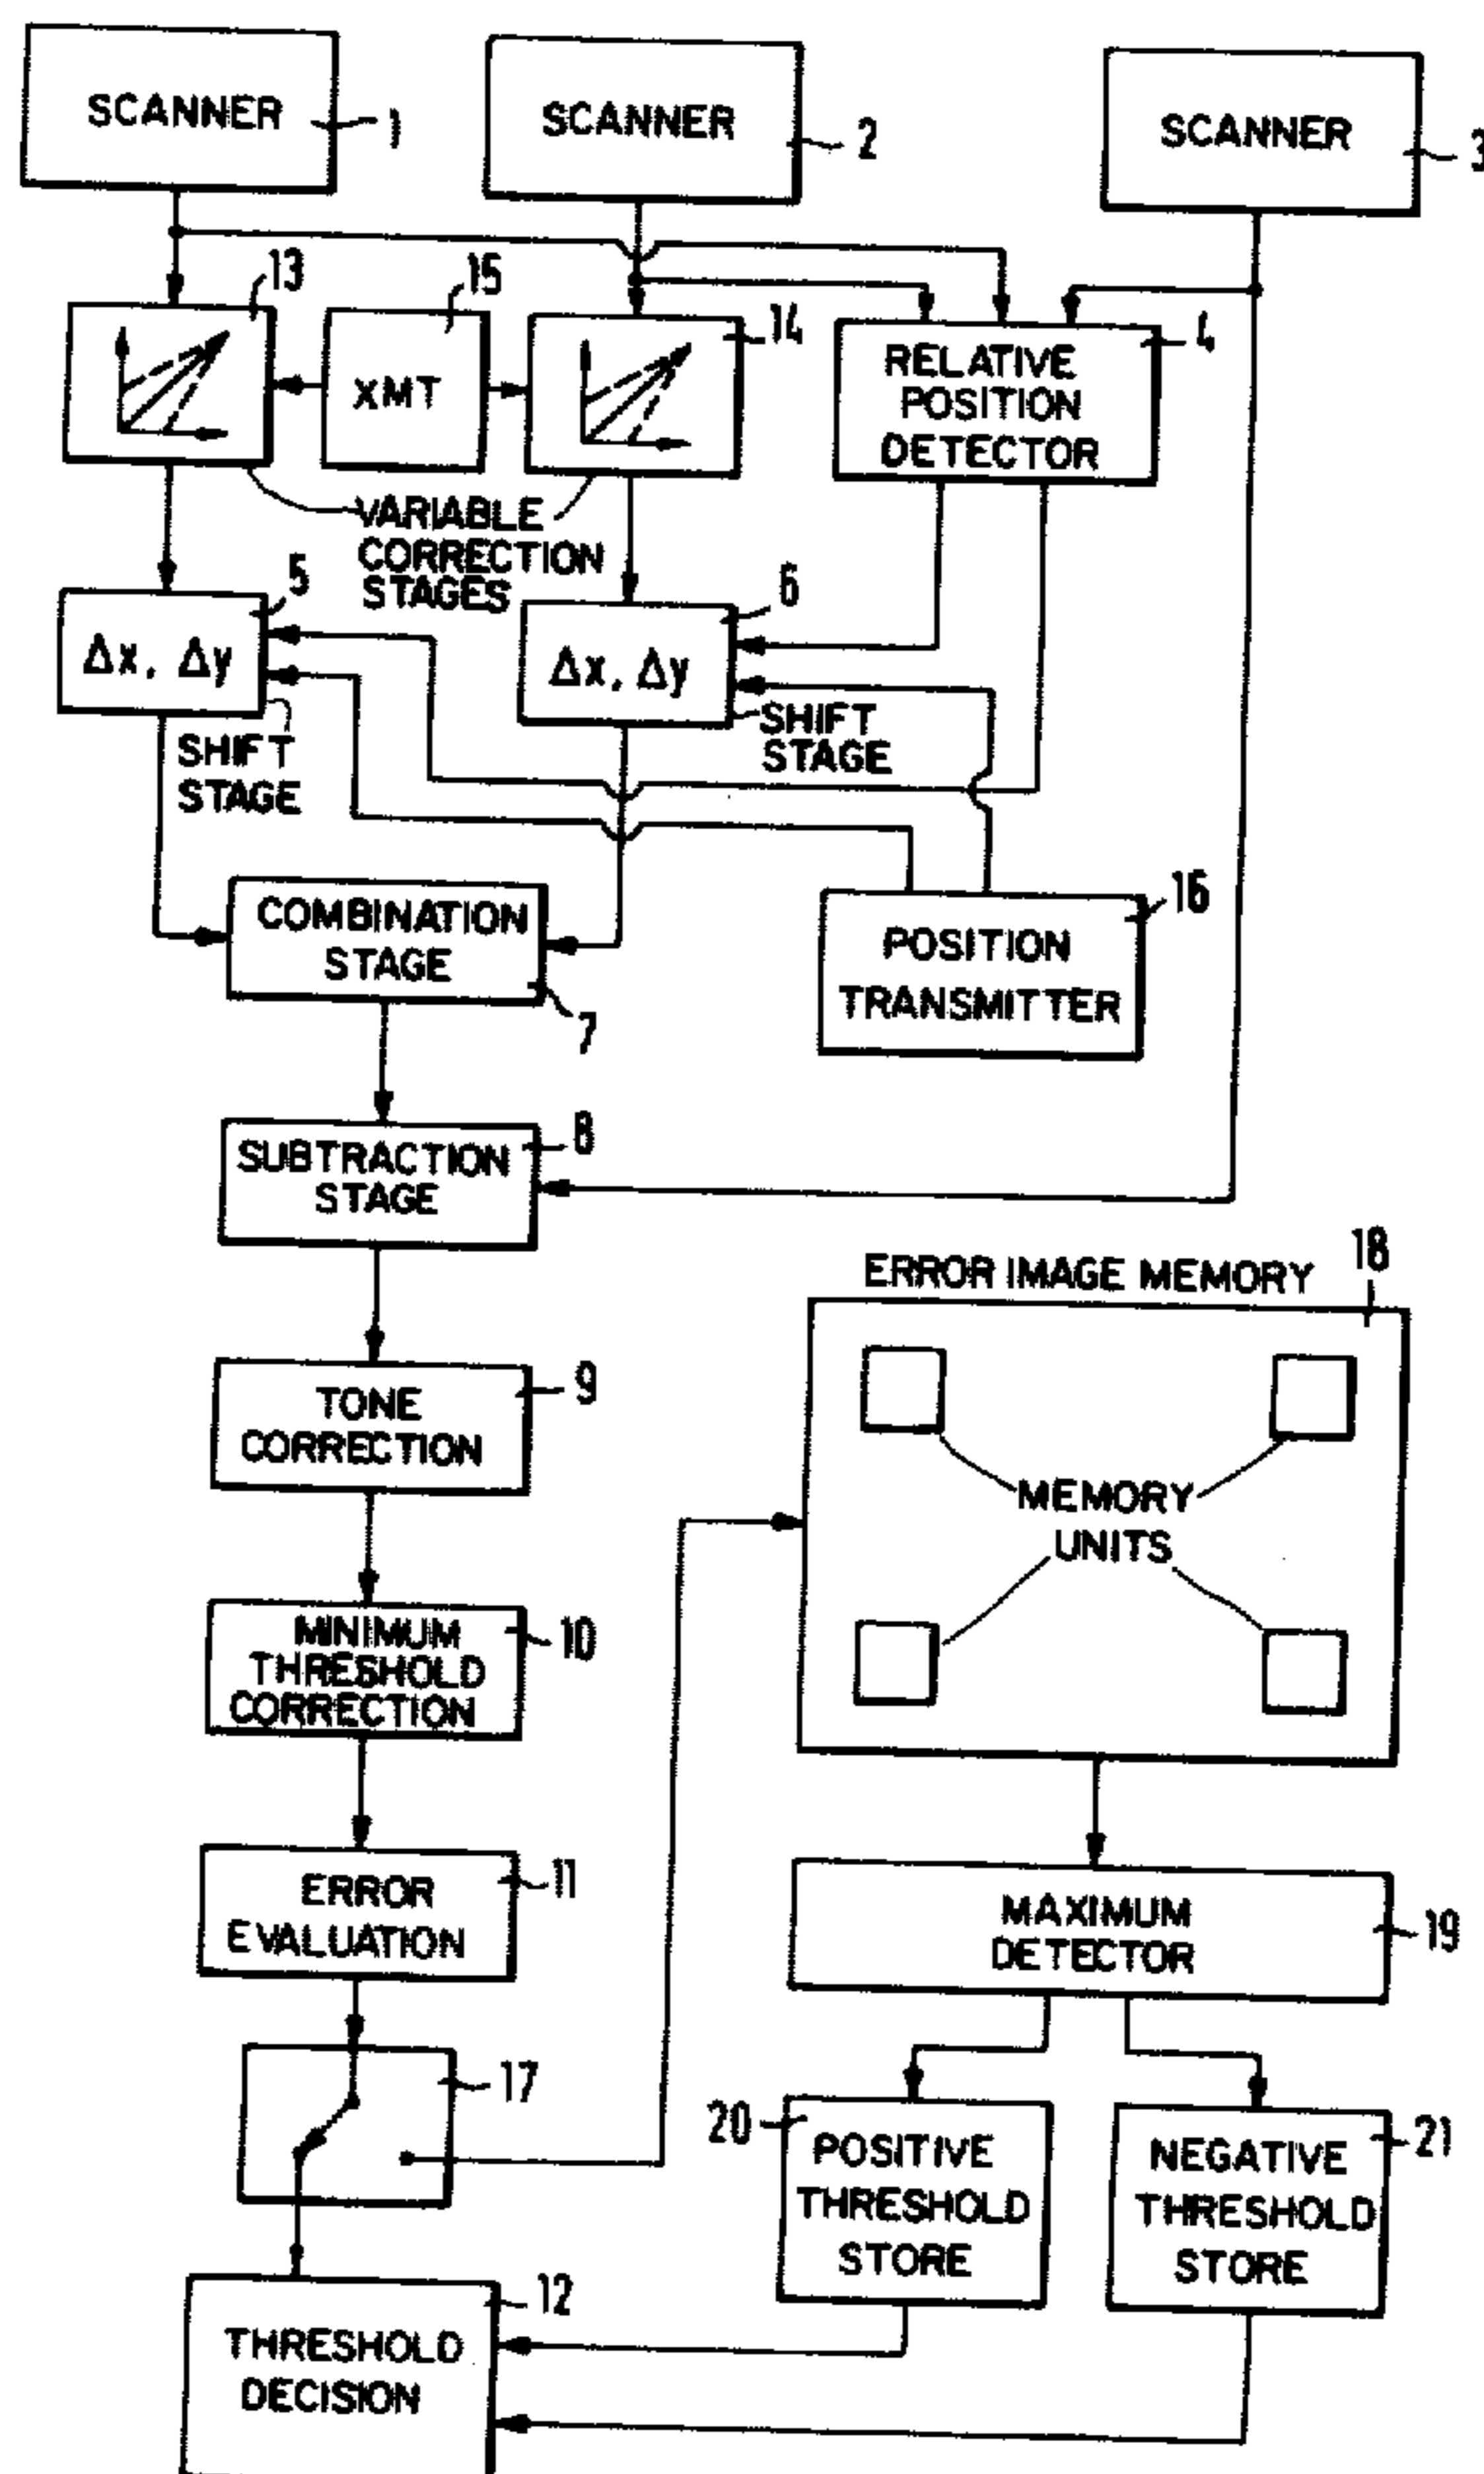 SCANNER
1
SCANNER
2
SCANNER
3
13
15
14
4
XMT
RELATIVE
POSITION
DETECTOR
VARIABLE
CORRECTION
STAGES
5
6
Δx, Δy
Δx, Δy
SHIFT
STAGE
SHIFT
STAGE
COMBINATION
STAGE
7
16
POSITION
TRANSMITTER
8
SUBTRACTION
STAGE
ERROR IMAGE MEMORY
18
MEMORY
UNITS
9
TONE
CORRECTION
10
MINIMUM
THRESHOLD
CORRECTION
11
ERROR
EVALUATION
MAXIMUM
DETECTOR
19
17
20
POSITIVE
THRESHOLD
STORE
21
NEGATIVE
THRESHOLD
STORE
12
THRESHOLD
DECISION